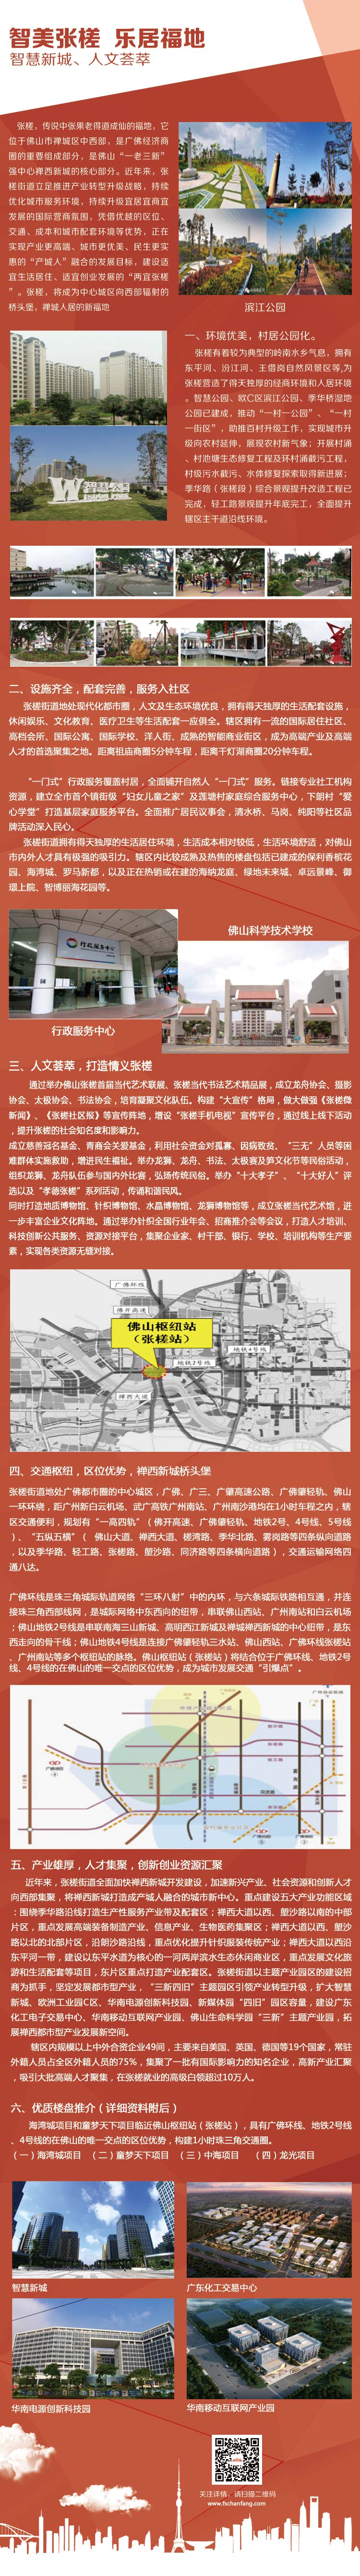 智美张槎 乐居福地
智慧新城、人文荟萃
张槎，传说中张果老得道成仙的福地，它
位于佛山市禅城区中西部，是广佛经济商
圈的重要组成部分，是佛山“一老三新”
强中心禅西新城的核心部分。近年来，张
槎街道立足推进产业转型升级战略，持续
优化城市服务环境，持续升级宜居宜商宜
发展的国际营商氛围，凭借优越的区位、
交通、成本和城市配套环境等优势，正在
实现产业更高端、城市更优美、民生更实
惠的“产城人”融合的发展目标，建设适
宜生活居住、适宜创业发展的“两宜张槎
”。张槎，将成为中心城区向西部辐射的
桥头堡，禅城人居的新福地
滨江公园
一、环境优美，村居公园化。
张槎有着较为典型的岭南水乡气息，拥有
东平河、汾江河、王借岗自然风景区等,为
张槎营造了得天独厚的经商环境和人居环境
。智慧公园、欧C区滨江公园、季华桥湿地
公园已建成，推动“一村一公园”、“一村
一街区”，助推百村升级工作，实现城市升
级向农村延伸，展现农村新气象；开展村涌
、村池塘生态修复工程及环村涌截污工程，
村级污水截污、水体修复探索取得新进展；
季华路（张槎段）综合景观提升改造工程已
完成，轻工路景观提升年底完工，全面提升
辖区主干道沿线环境。
智慧新城
二、设施齐全，配套完善，服务入社区
张槎街道地处现代化都市圈，人文及生态环境优良，拥有得天独厚的生活配套设施，
休闲娱乐、文化教育、医疗卫生等生活配套一应俱全。辖区拥有一流的国际居住社区、
高档会所、国际公寓、国际学校、洋人街、成熟的智能商业街区，成为高端产业及高端
人才的首选聚集之地。距离祖庙商圈5分钟车程，距离千灯湖商圈20分钟车程。
“一门式”行政服务覆盖村居，全面铺开自然人“一门式”服务。链接专业社工机构
资源，建立全市首个镇街级“妇女儿童之家”及莲塘村家庭综合服务中心，下朗村“爱
心学堂”打造基层家庭服务平台。全面推广居民议事会，清水桥、马岗、纯阳等社区品
牌活动深入民心。
张槎街道拥有得天独厚的生活居住环境，生活成本相对较低，生活环境舒适，对佛山
市内外人才具有极强的吸引力。辖区内比较成熟及热售的楼盘包括已建成的保利香槟花
园、海湾城、罗马新都，以及正在热销或在建的海纳龙庭、绿地未来城、卓远景峰、御
璟上院、智博丽海花园等。
行政服务中心
佛山科学技术学校
行政服务中心
三、人文荟萃，打造情义张槎
通过举办佛山张槎首届当代艺术联展、张槎当代书法艺术精品展，成立龙舟协会、摄影
协会、太极协会、书法协会，培育凝聚文化队伍。构建“大宣传”格局，做大做强《张槎微
新闻》、《张槎社区报》等宣传阵地，增设“张槎手机电视”宣传平台，通过线上线下活动
，提升张槎的社会知名度和影响力。
成立慈善冠名基金、青商会关爱基金，利用社会资金对孤寡、因病致贫、“三无”人员等困
难群体实施救助，增进民生福祉。举办龙狮、龙舟、书法、太极赛及笋文化节等民俗活动，
组织龙狮、龙舟队伍参与国内外比赛，弘扬传统民俗。举办“十大孝子”、“十大好人”评
选以及“孝德张槎”系列活动，传诵和谐民风。
同时打造地质博物馆、针织博物馆、水晶博物馆、龙狮博物馆等，成立张槎当代艺术馆，进
一步丰富企业文化阵地。通过举办针织全国行业年会、招商推介会等会议，打造人才培训、
科技创新公共服务、资源对接平台，集聚企业家、村干部、银行、学校、培训机构等生产要
素，实现各类资源无缝对接。
广佛环线
佛开高速
佛山枢纽站
（张槎站）
地铁4号线
地铁2号线
禅西大道
四、交通枢纽，区位优势，禅西新城桥头堡
张槎街道地处广佛都市圈的中心城区，广佛、广三、广肇高速公路、广佛肇轻轨、佛山
一环环绕，距广州新白云机场、武广高铁广州南站、广州南沙港均在1小时车程之内，辖
区交通便利，规划有“一高四轨”（佛开高速、广佛肇轻轨、地铁2号、4号线、5号线
）、“五纵五横”（ 佛山大道、禅西大道、槎湾路、季华北路、雾岗路等四条纵向道路
，以及季华路、轻工路、张槎路、塱沙路、同济路等四条横向道路），交通运输网络四
通八达。
广佛环线是珠三角城际轨道网络“三环八射”中的内环，与六条城际铁路相互通，并连
接珠三角西部线网，是城际网络中东西向的纽带，串联佛山西站、广州南站和白云机场
；佛山地铁2号线是串联南海三山新城、高明西江新城及禅城禅西新城的中心纽带，是东
西走向的骨干线；佛山地铁4号线是连接广佛肇轻轨三水站、佛山西站、广佛环线张槎站
、广州南站等多个枢纽站的脉络。佛山枢纽站（张槎站）将结合位于广佛环线、地铁2号
线、4号线的在佛山的唯一交点的区位优势，成为城市发展交通“引爆点”。
五、产业雄厚，人才集聚，创新创业资源汇聚
近年来，张槎街道全面加快禅西新城开发建设，加速新兴产业、社会资源和创新人才
向西部集聚，将禅西新城打造成产城人融合的城市新中心。重点建设五大产业功能区域
：围绕季华路沿线打造生产性服务产业带及配套区；禅西大道以西、塱沙路以南的中部
片区，重点发展高端装备制造产业、信息产业、生物医药集聚区；禅西大道以西、塱沙
路以北的北部片区，沿朗沙路沿线，重点优化提升针织服装传统产业；禅西大道以西沿
东平河一带，建设以东平水道为核心的一河两岸滨水生态休闲商业区，重点发展文化旅
游和生活配套等项目，东片区重点打造产业配套区。张槎街道以主题产业园区的建设招
商为抓手，坚定发展都市型产业，“三新四旧”主题园区引领产业转型升级，扩大智慧
新城、欧洲工业园C区、华南电源创新科技园、新媒体园“四旧”园区容量，建设广东
化工电子交易中心、华南移动互联网产业园、佛山生命科学园“三新”主题产业园，拓
展禅西都市型产业发展新空间。
辖区内规模以上中外合资企业49间，主要来自美国、英国、德国等19个国家，常驻
外籍人员占全区外籍人员的75%，集聚了一批有国际影响力的知名企业，高新产业汇聚
，吸引大批高端人才聚集，在张槎就业的高级白领超过10万人。
六、优质楼盘推介（详细资料附后）
海湾城项目和童梦天下项目临近佛山枢纽站（张槎站），具有广佛环线、地铁2号线
、4号线的在佛山的唯一交点的区位优势，构建1小时珠三角交通圈。
（一）海湾城项目 （二）童梦天下项目 （三）中海项目 （四）龙光项目
智慧新城
广东化工交易中心
华南电源创新科技园
华南移动互联网产业园
关注详情，请扫描二维码
www.fschanfang.com